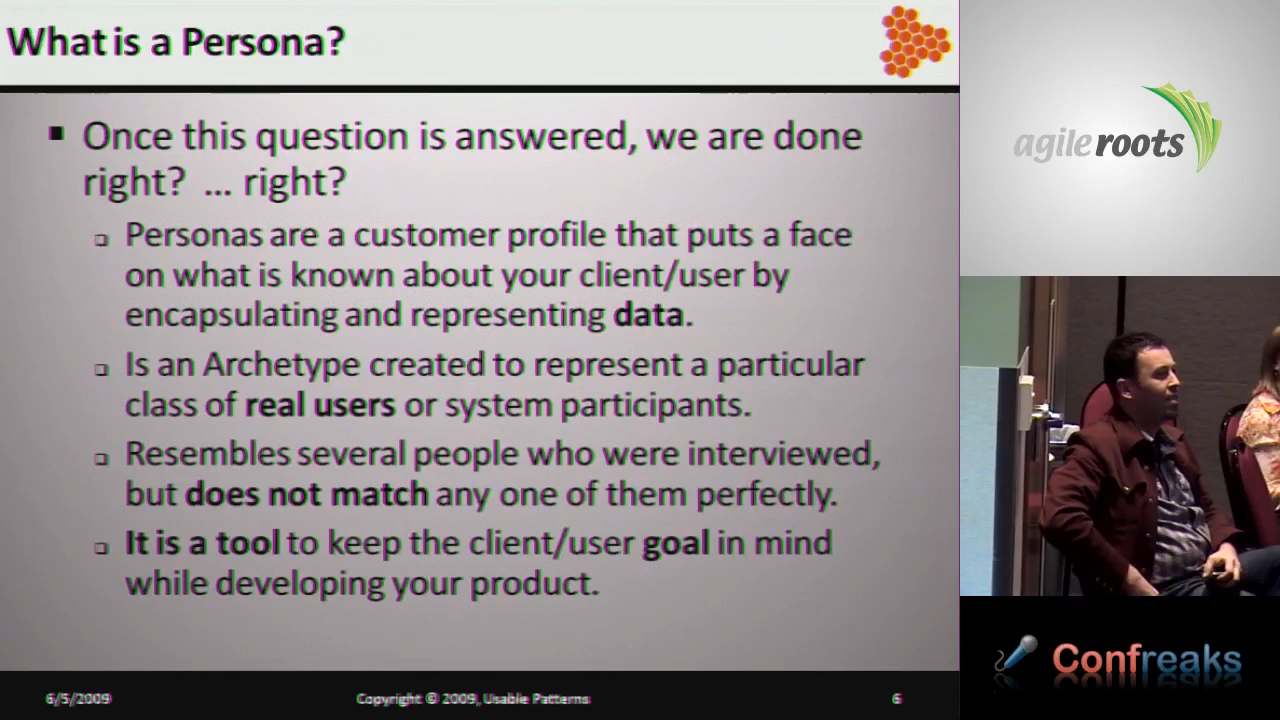 What is a Persona?
Once this question is answered, we are done
right? ... right?
Personas are a customer profile that puts a face
on what is known about your client/user by
encapsulating and representing data.
Is an Archetype created to represent a particular
class of real users or system participants.
Resembles several people who were interviewed,
but does not match any one of them perfectly.
It is a tool to keep the client/user goal in mind
while developing your product.
6/5/2009
Copyright © 2009, Usable Patterns
6
agile roots
Confreaks